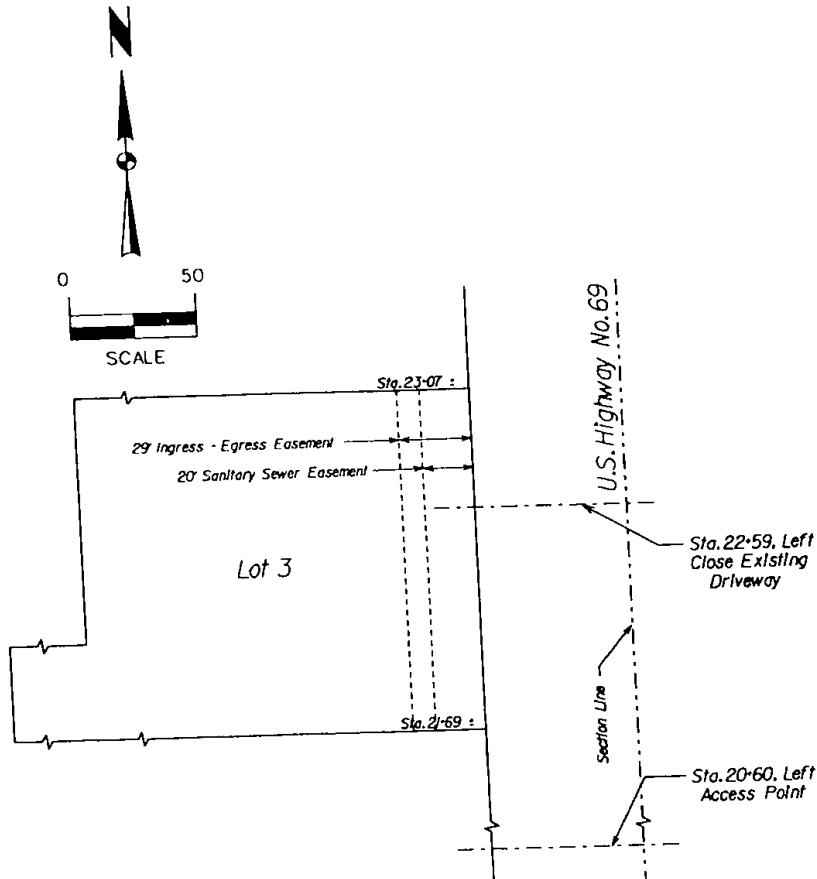 N
0 50
SCALE
U.S. Highway No. 69
Sta. 23+07 ±
29' Ingress - Egress Easement
20' Sanitary Sewer Easement
Sta. 22+59, Left
Close Existing
Driveway
Lot 3
Section Line
Sta. 21+69 ±
Sta. 20+60, Left
Access Point